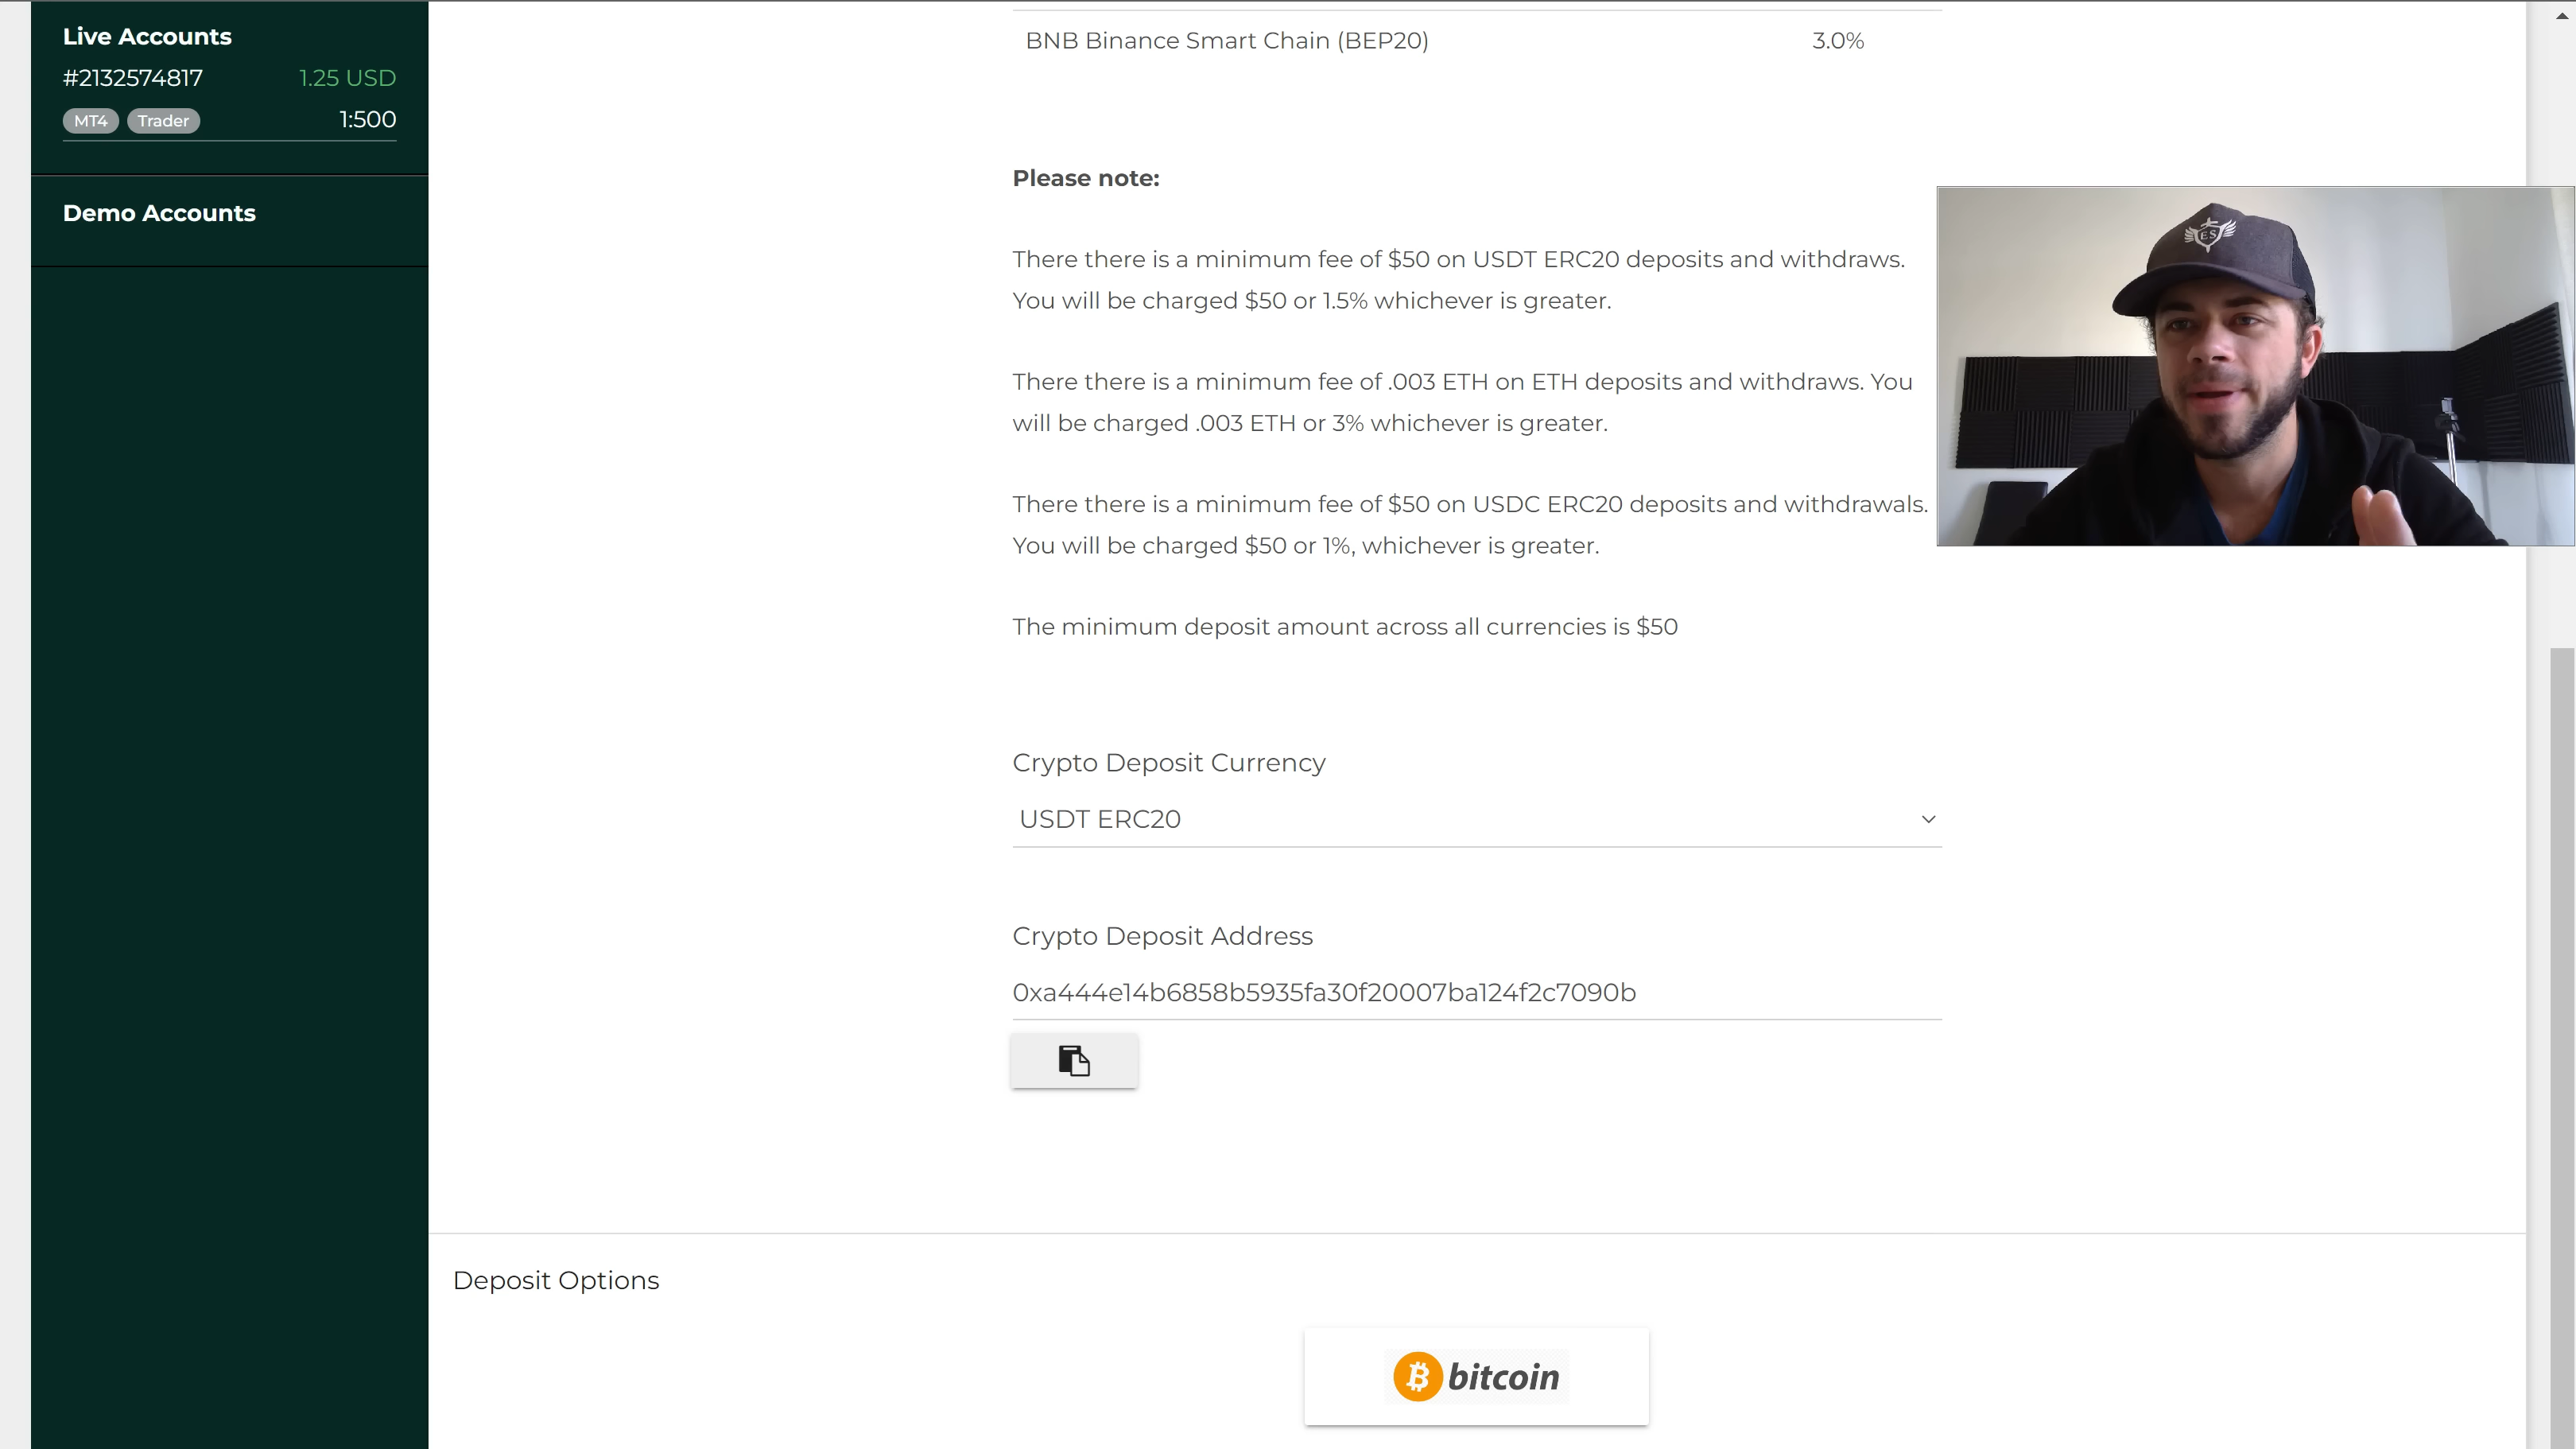 Live Accounts
#2132574817 1.25 USD
MT4 Trader 1:500
Demo Accounts
BNB Binance Smart Chain (BEP20) 3.0%
Please note:
There there is a minimum fee of $50 on USDT ERC20 deposits and withdraws.
You will be charged $50 or 1.5% whichever is greater.
There there is a minimum fee of .003 ETH on ETH deposits and withdraws. You
will be charged .003 ETH or 3% whichever is greater.
There there is a minimum fee of $50 on USDC ERC20 deposits and withdrawals.
You will be charged $50 or 1%, whichever is greater.
The minimum deposit amount across all currencies is $50
ES
Crypto Deposit Currency
USDT ERC20
Crypto Deposit Address
0xa444e14b6858b5935fa30f20007ba124f2c7090b
Deposit Options
bitcoin